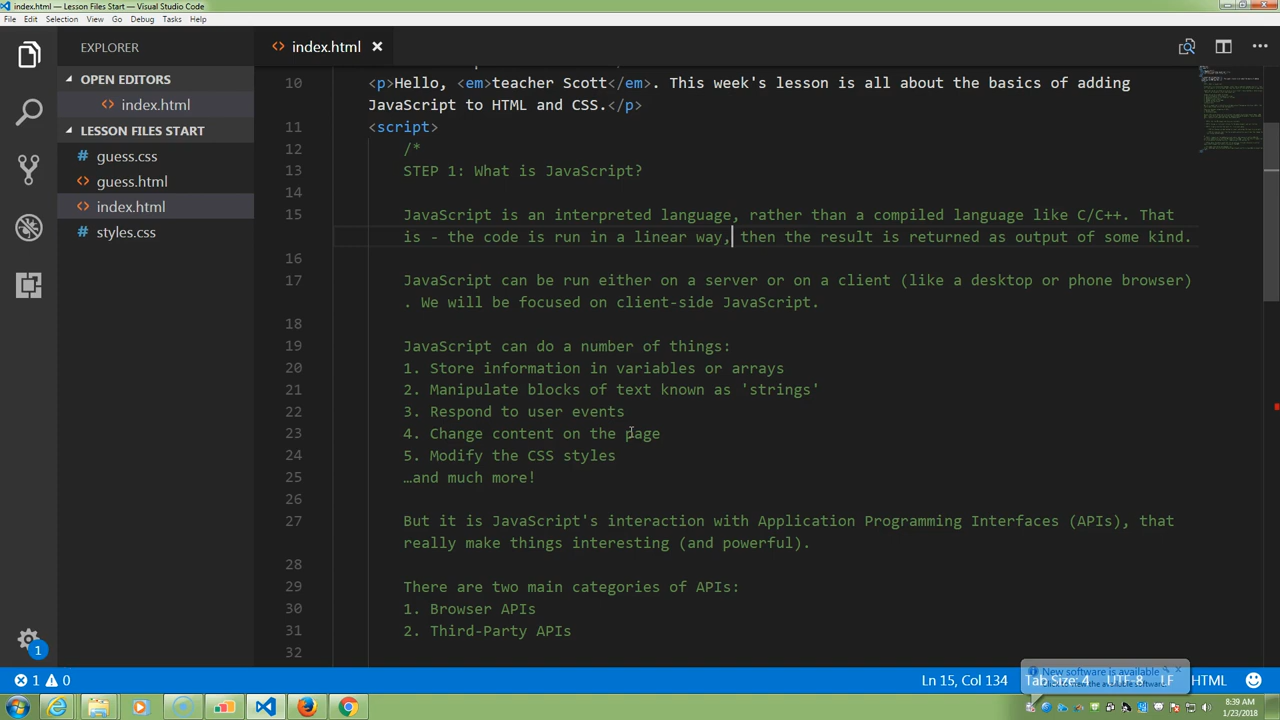 index.html — Lesson Files Start — Visual Studio Code
File Edit Selection View Go Debug Tasks Help
EXPLORER
OPEN EDITORS
index.html
LESSON FILES START
guess.css
guess.html
index.html
styles.css
index.html
10 <p>Hello, <em>teacher Scott</em>. This week's lesson is all about the basics of adding
JavaScript to HTML and CSS.</p>
11 <script>
12 /*
13 STEP 1: What is JavaScript?
14
15 JavaScript is an interpreted language, rather than a compiled language like C/C++. That
is - the code is run in a linear way, then the result is returned as output of some kind.
16
17 JavaScript can be run either on a server or on a client (like a desktop or phone browser)
. We will be focused on client-side JavaScript.
18
19 JavaScript can do a number of things:
20 1. Store information in variables or arrays
21 2. Manipulate blocks of text known as 'strings'
22 3. Respond to user events
23 4. Change content on the page
24 5. Modify the CSS styles
25 …and much more!
26
27 But it is JavaScript's interaction with Application Programming Interfaces (APIs), that
really make things interesting (and powerful).
28
29 There are two main categories of APIs:
30 1. Browser APIs
31 2. Third-Party APIs
32
1
New software is available
1 0 Ln 15, Col 134 Tab Size: 4 UTF-8 LF HTML
8:39 AM
1/23/2018